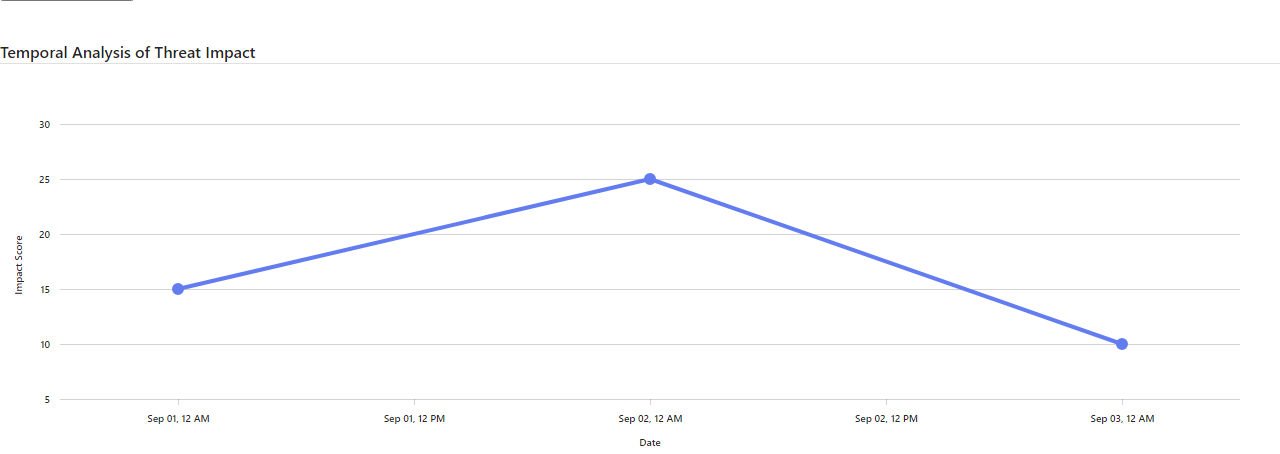 Temporal Analysis of Threat Impact
30
25
20
15
10
5
Impact Score
Sep 01, 12 AM
Sep 01, 12 PM
Sep 02, 12 AM
Sep 02, 12 PM
Sep 03, 12 AM
Date